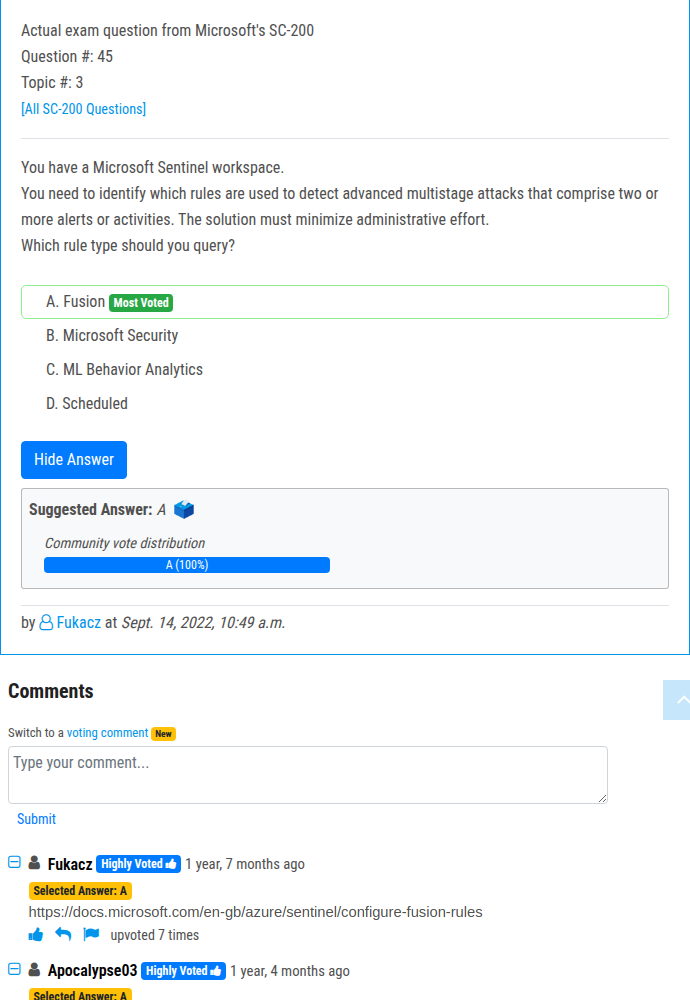 Actual exam question from Microsoft's SC-200
Question #: 45
Topic #: 3
[All SC-200 Questions]
You have a Microsoft Sentinel workspace.
You need to identify which rules are used to detect advanced multistage attacks that comprise two or
more alerts or activities. The solution must minimize administrative effort.
Which rule type should you query?
A. Fusion Most Voted
B. Microsoft Security
C. ML Behavior Analytics
D. Scheduled
Hide Answer
Suggested Answer: A
Community vote distribution
A (100%)
by Fukacz at Sept. 14, 2022, 10:49 a.m.
Comments
Switch to a voting comment New
Type your comment...
Submit
Fukacz Highly Voted 1 year, 7 months ago
Selected Answer: A
https://docs.microsoft.com/en-gb/azure/sentinel/configure-fusion-rules
upvoted 7 times
Apocalypse03 Highly Voted 1 year, 4 months ago
Selected Answer: A